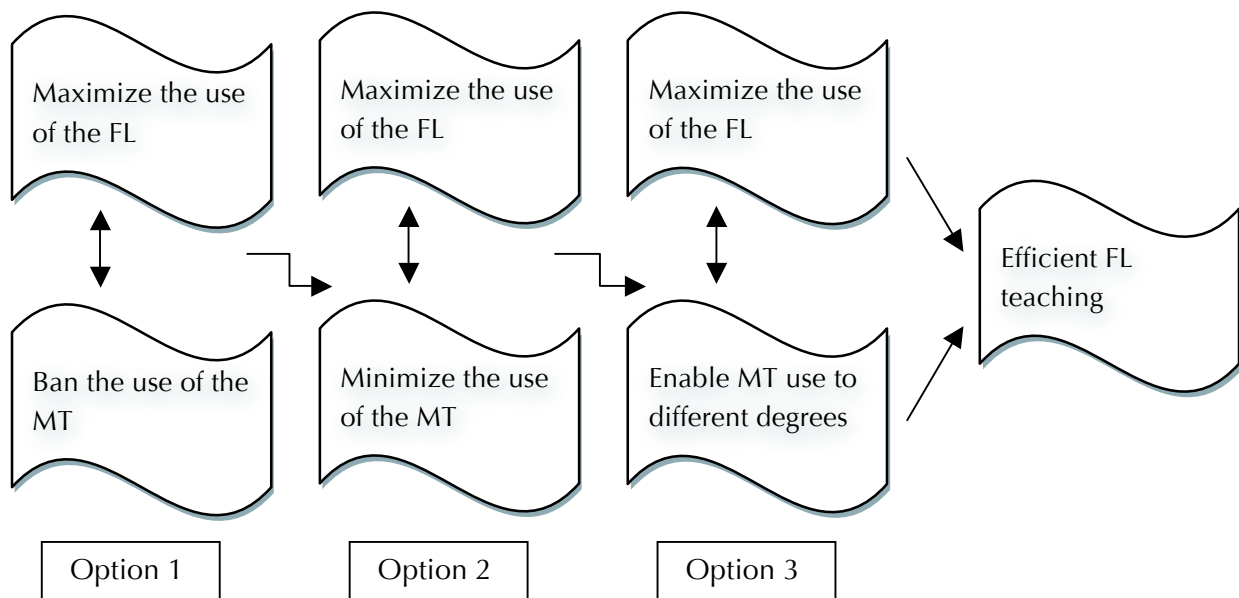 Maximize the use
of the FL
Maximize the use
of the FL
Maximize the use
of the FL
Efficient FL
teaching
Ban the use of the
MT
Minimize the use
of the MT
Enable MT use to
different degrees
Option 1
Option 2
Option 3